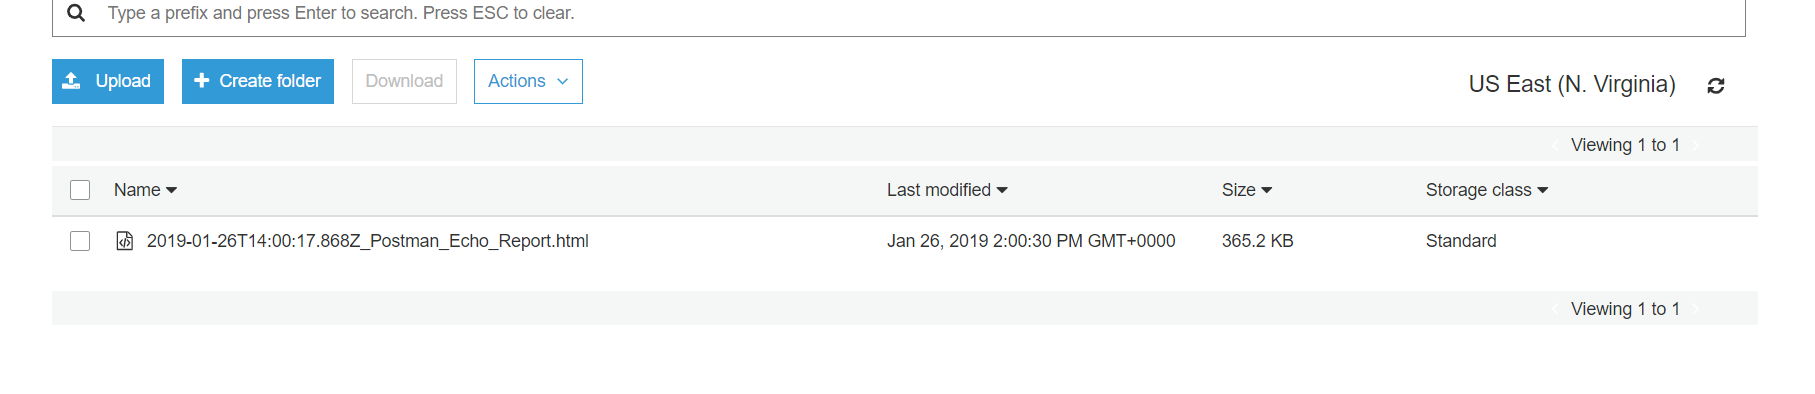 Type a prefix and press Enter to search. Press ESC to clear.
Upload Create folder Download Actions
US East (N. Virginia)
Viewing 1 to 1
Name Last modified Size Storage class
2019-01-26T14:00:17.868Z_Postman_Echo_Report.html Jan 26, 2019 2:00:30 PM GMT+0000 365.2 KB Standard
Viewing 1 to 1